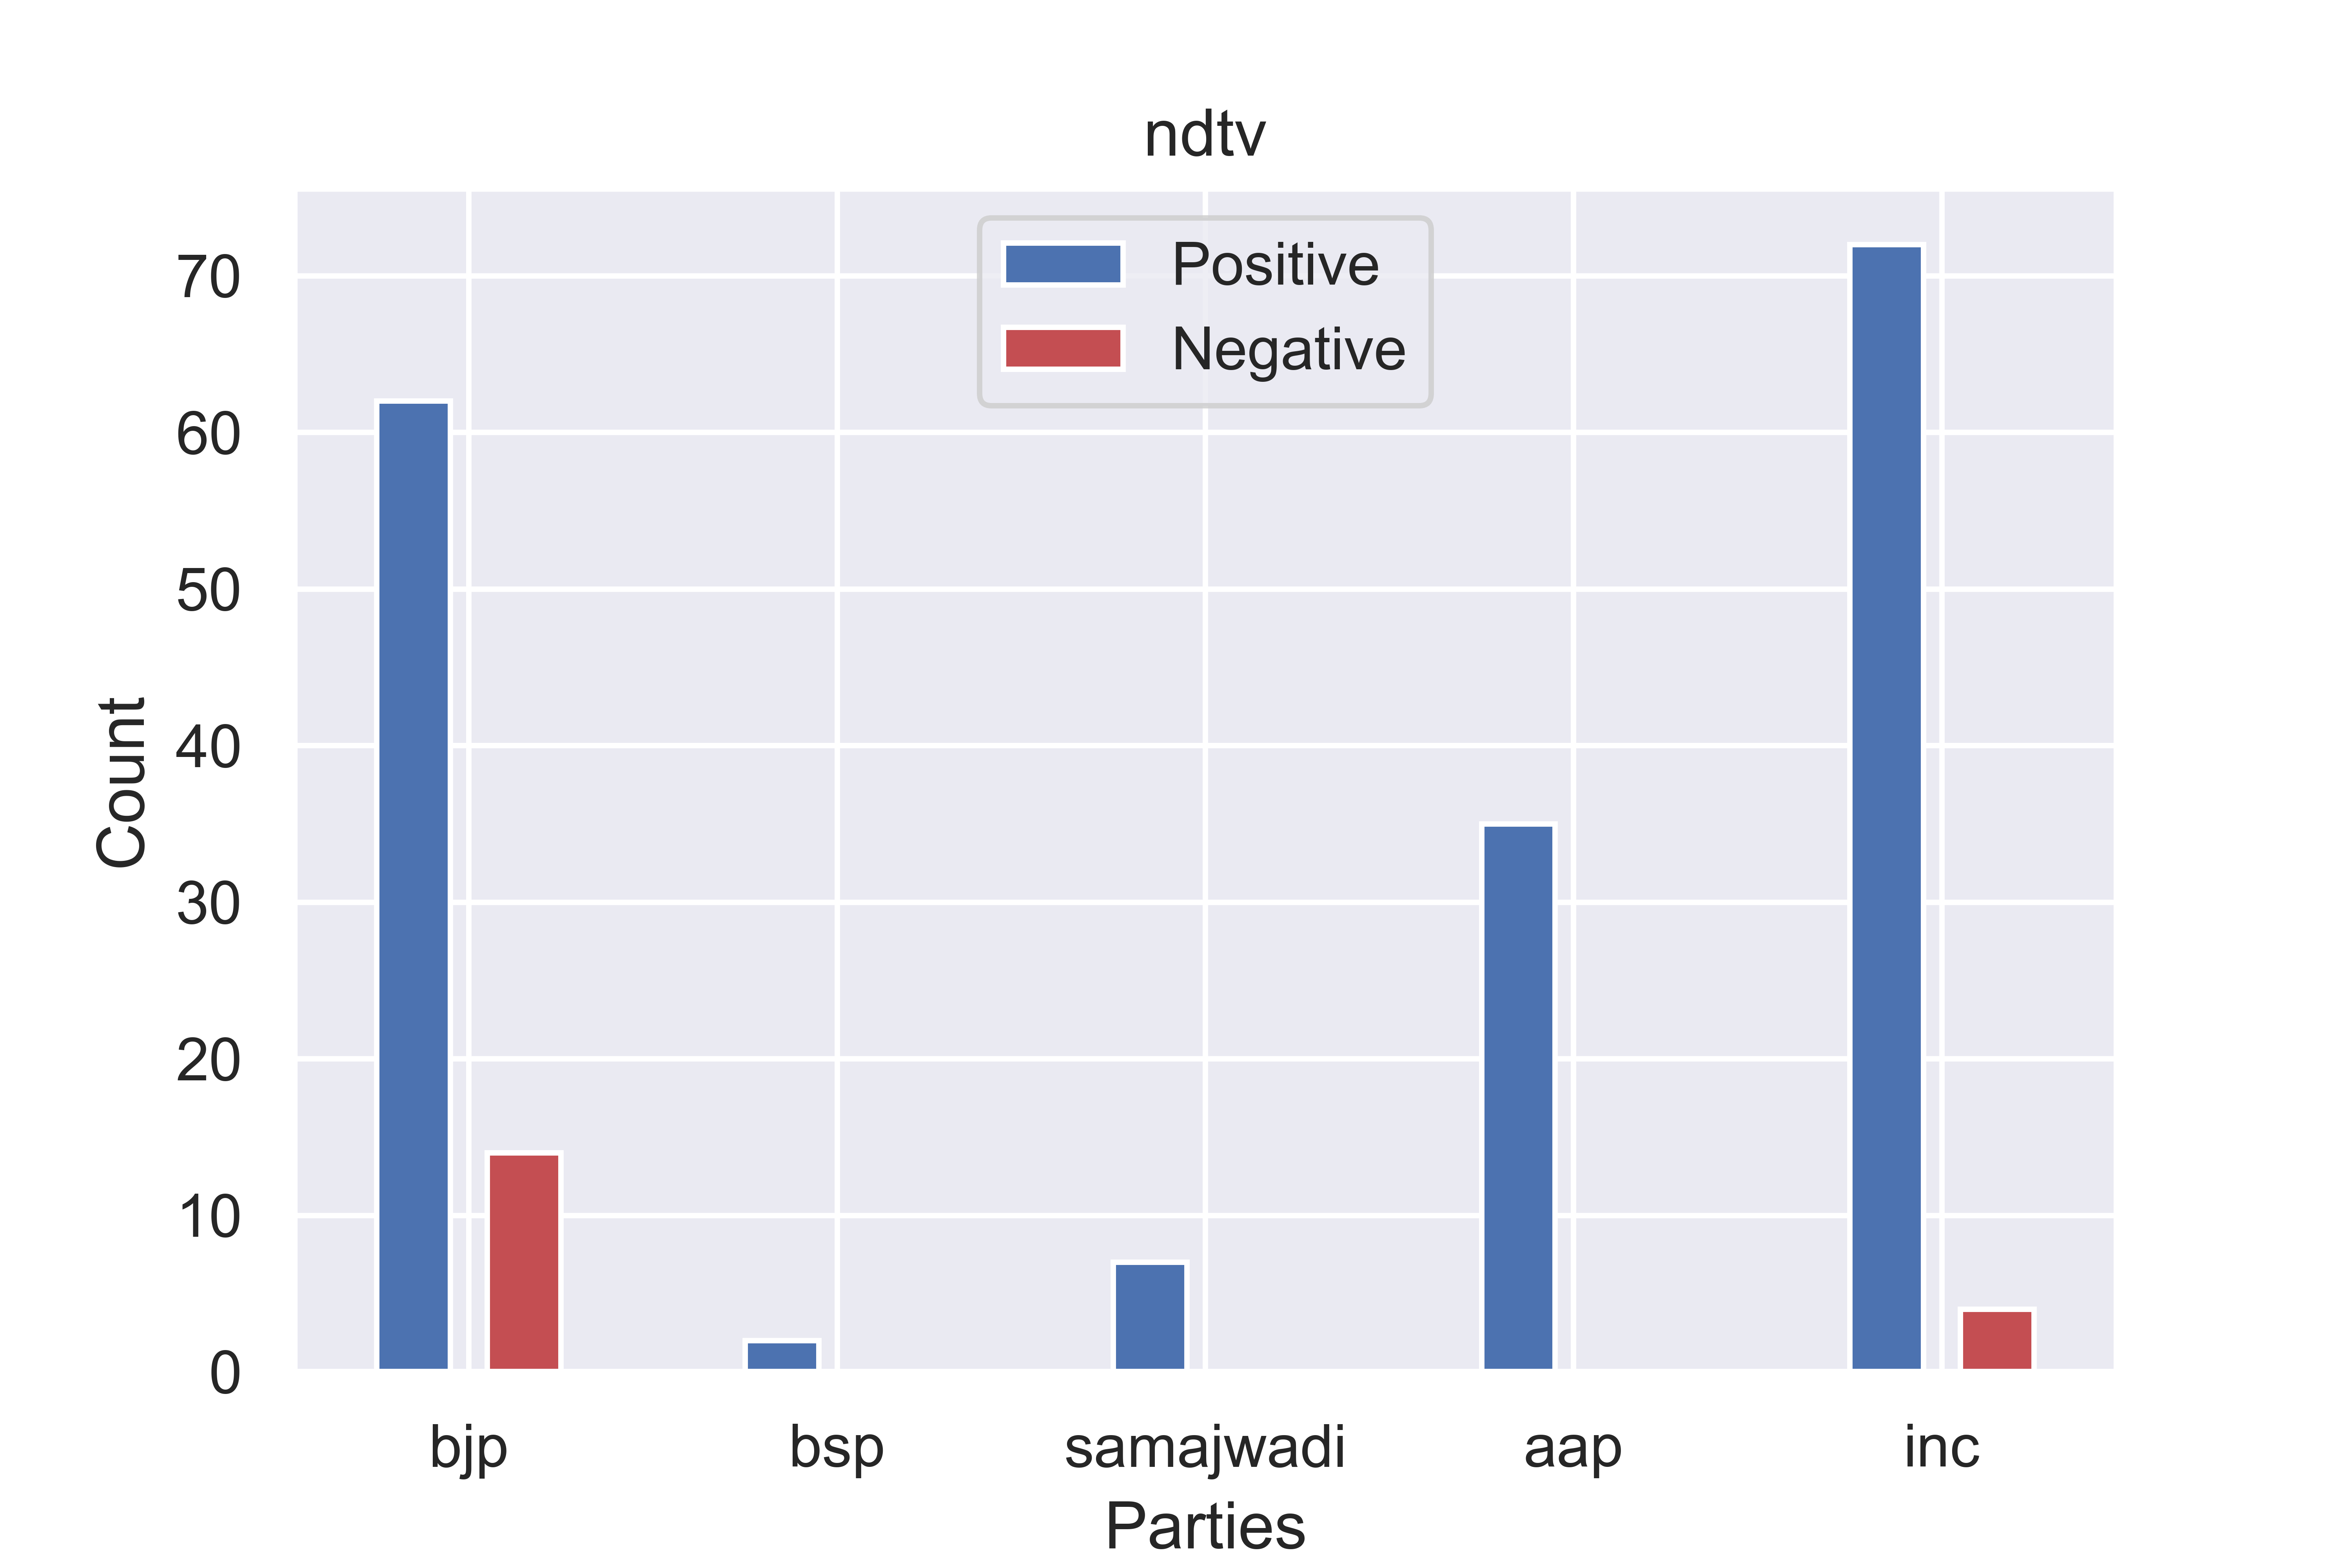 ndtv
Positive
Negative
70
60
50
40
30
20
10
0
Count
bjp bsp samajwadi aap inc
Parties